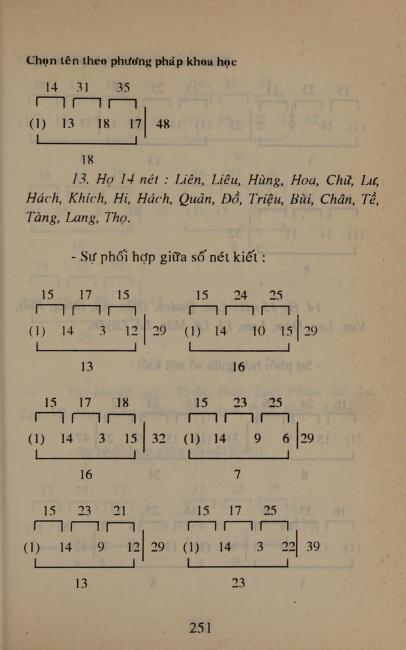 Chọn tên theo phương pháp khoa học
14 31 35
(1) 13 18 17 48
18
13. Họ 14 nét : Liên, Liêu, Hùng, Hoa, Chữ, Lư,
Hách, Khích, Hi, Hách, Quản, Đồ, Triệu, Bùi, Chân, Tề,
Tàng, Lang, Thọ.
- Sự phối hợp giữa số nét kiết :
15 17 15 15 24 25
(1) 14 3 12 29 (1) 14 10 15 29
13 16
15 17 18 15 23 25
(1) 14 3 15 32 (1) 14 9 6 29
16 7
15 23 21 15 17 25
(1) 14 9 12 29 (1) 14 3 22 39
13 23
251